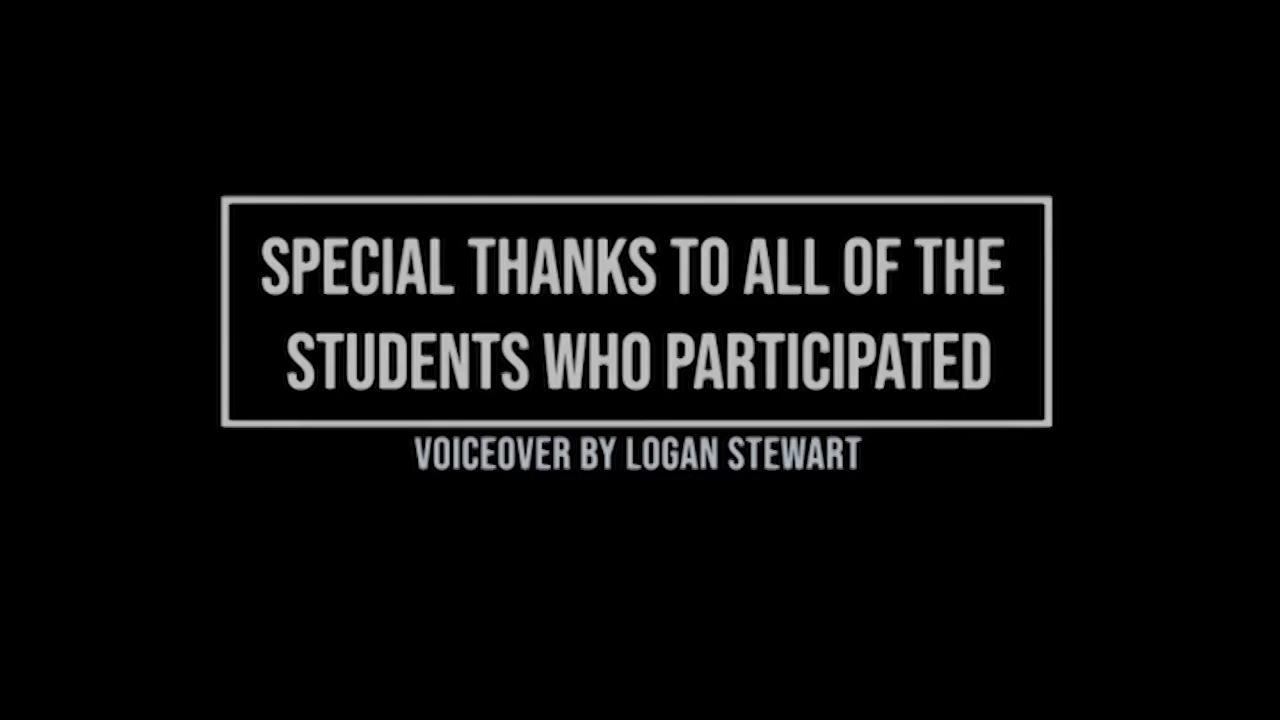 SPECIAL THANKS TO ALL OF THE
STUDENTS WHO PARTICIPATED
VOICEOVER BY LOGAN STEWART